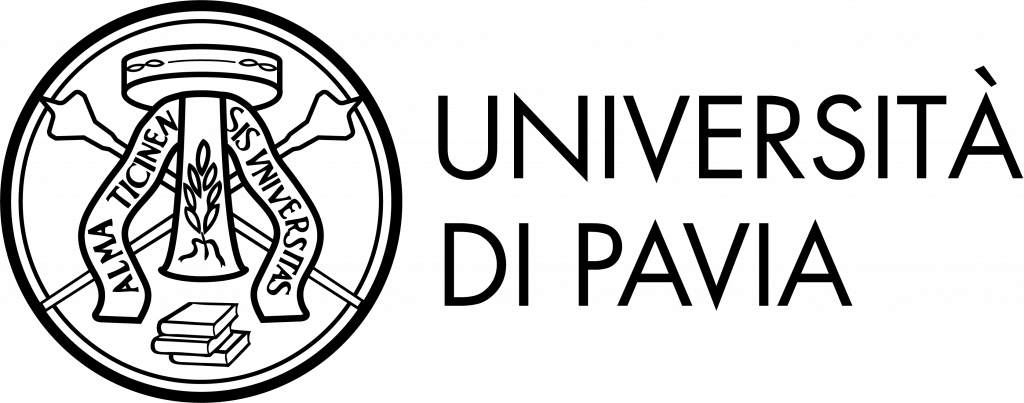 ALMA TICINENSIS UNIVERSITAS
UNIVERSITÀ
DI PAVIA